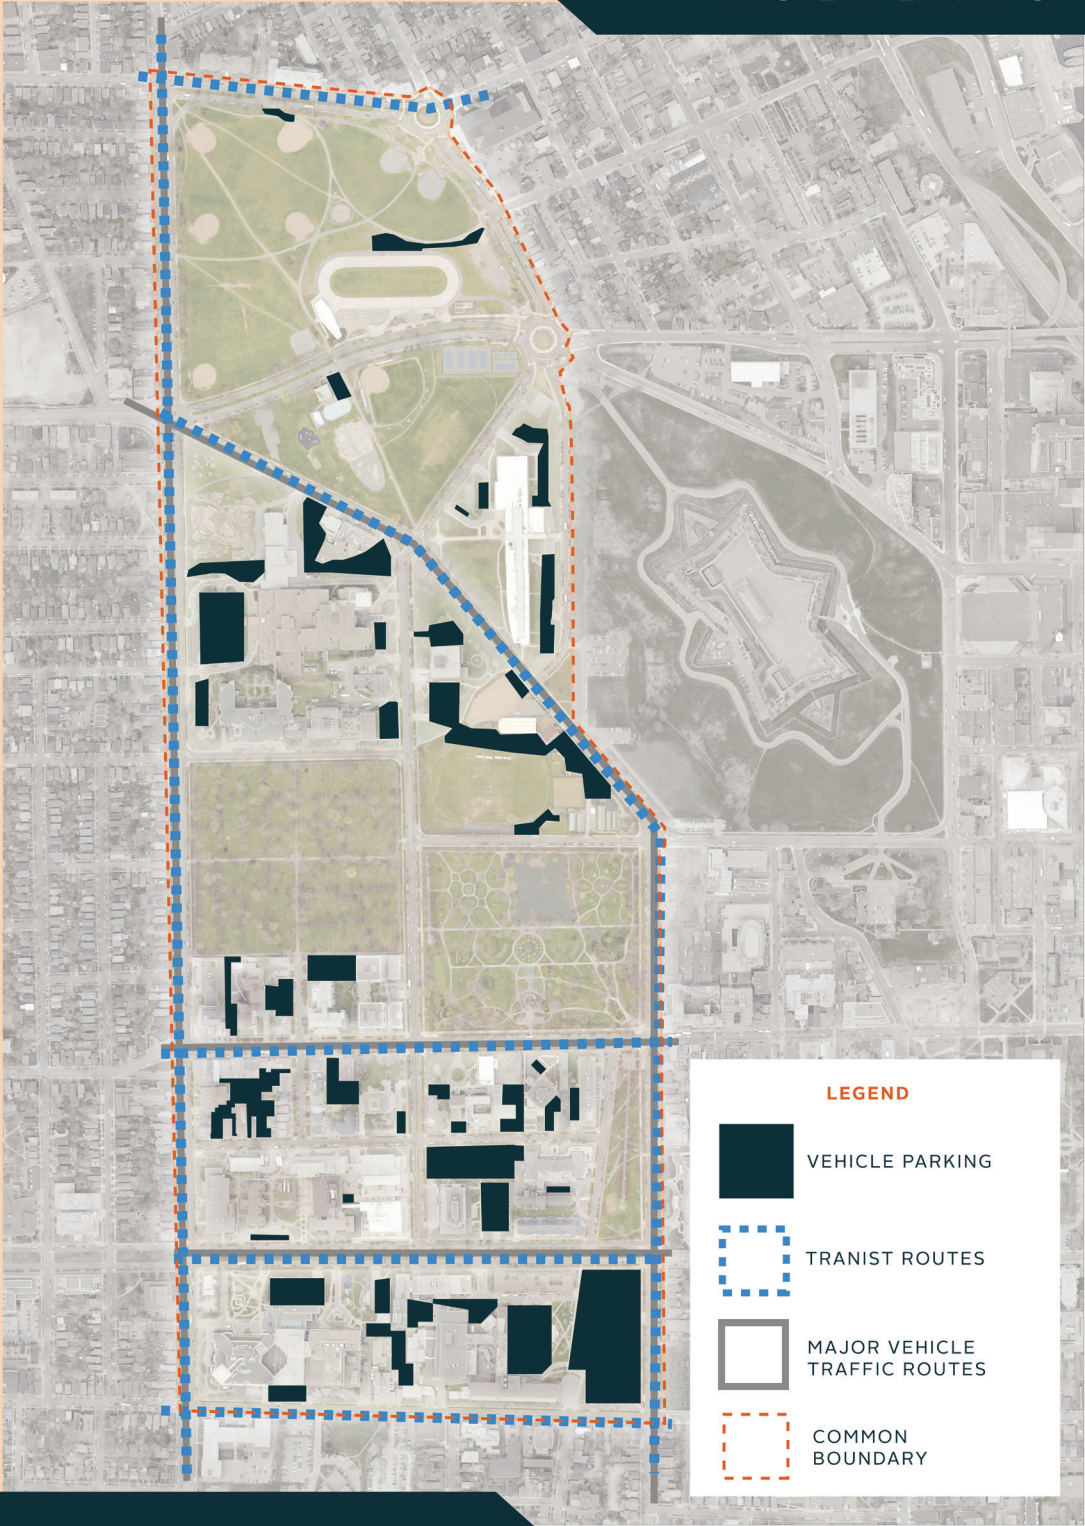 LEGEND
VEHICLE PARKING
TRANIST ROUTES
MAJOR VEHICLE
TRAFFIC ROUTES
COMMON
BOUNDARY